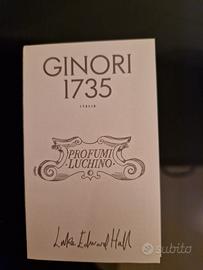 GINORI
1735
ITALIA
PROFUMI
LUCHINO
Luke Edward Hall
subito